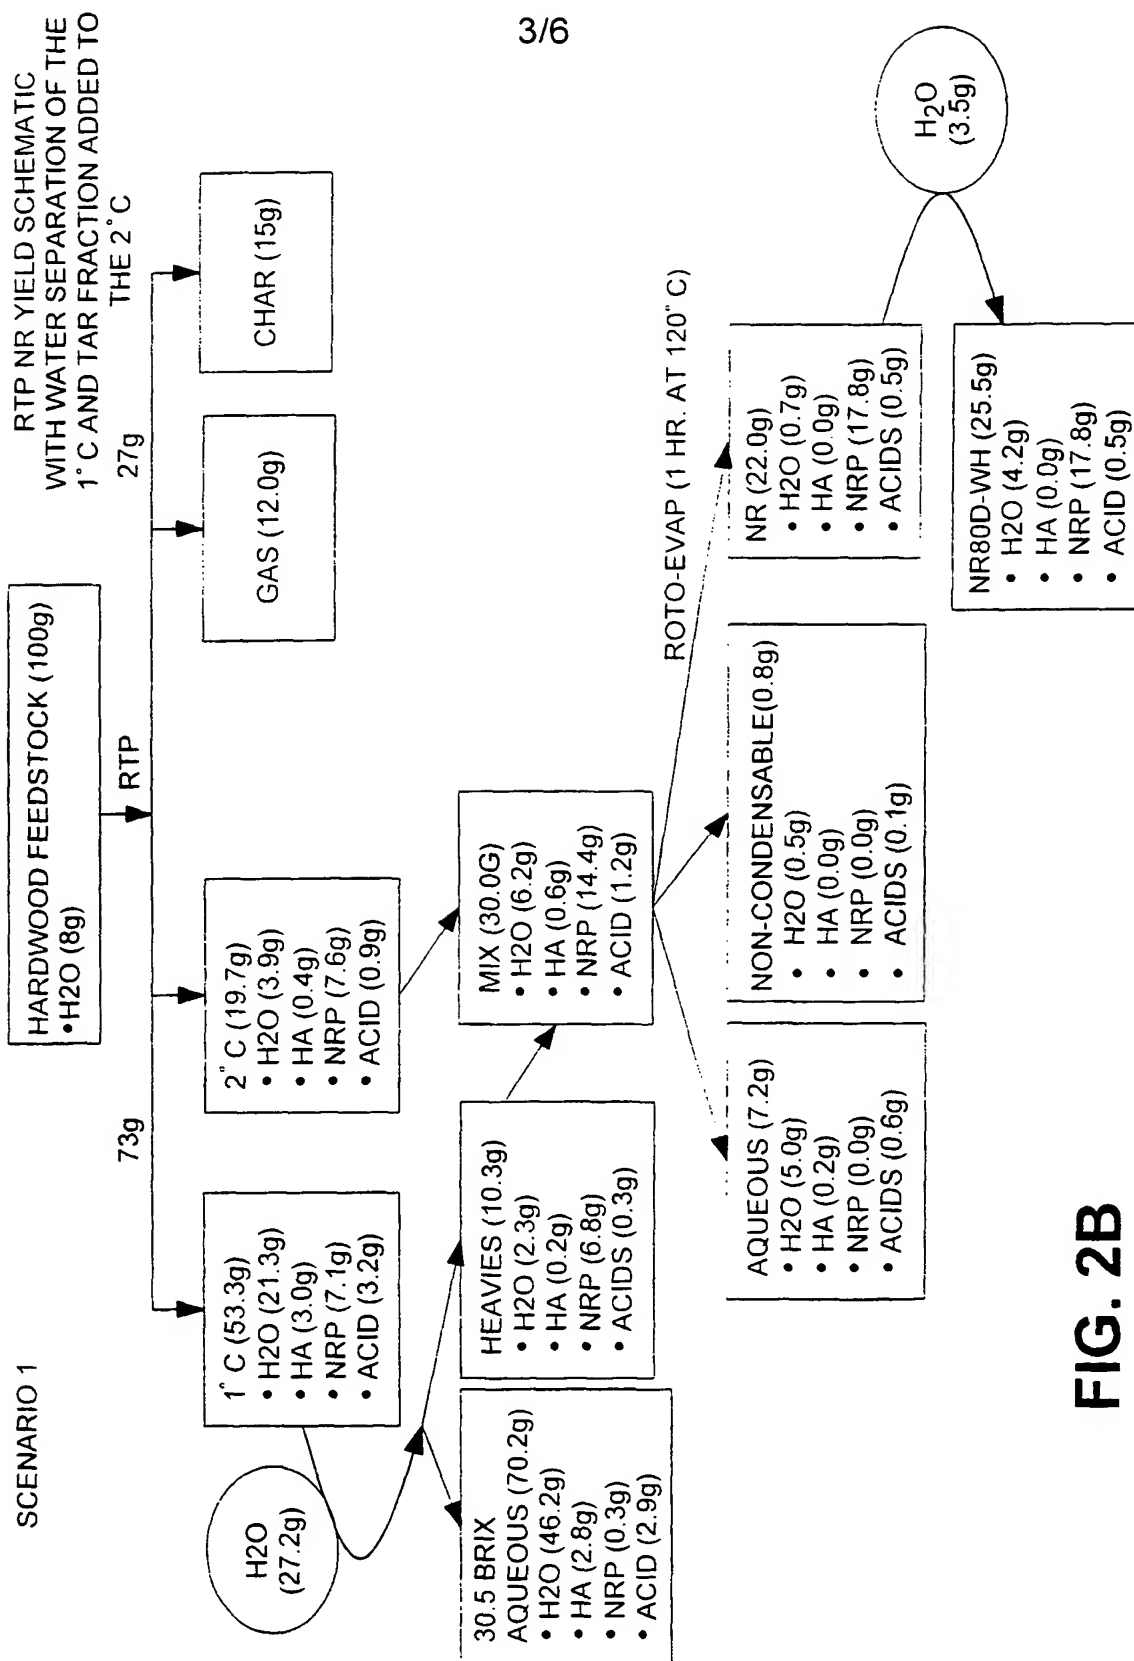 3/6
SCENARIO 1
RTP NR YIELD SCHEMATIC
WITH WATER SEPARATION OF THE
1°C AND TAR FRACTION ADDED TO
THE 2°C
HARDWOOD FEEDSTOCK (100g)
•H2O (8g)
RTP
73g
27g
1°C (53.3g)
• H2O (21.3g)
• HA (3.0g)
• NRP (7.1g)
• ACID (3.2g)
2°C (19.7g)
• H2O (3.9g)
• HA (0.4g)
• NRP (7.6g)
• ACID (0.9g)
GAS (12.0g)
CHAR (15g)
H2O
(27.2g)
30.5 BRIX
AQUEOUS (70.2g)
• H2O (46.2g)
• HA (2.8g)
• NRP (0.3g)
• ACID (2.9g)
HEAVIES (10.3g)
• H2O (2.3g)
• HA (0.2g)
• NRP (6.8g)
• ACIDS (0.3g)
MIX (30.0G)
• H2O (6.2g)
• HA (0.6g)
• NRP (14.4g)
• ACID (1.2g)
ROTO-EVAP (1 HR. AT 120°C)
AQUEOUS (7.2g)
• H2O (5.0g)
• HA (0.2g)
• NRP (0.0g)
• ACIDS (0.6g)
NON-CONDENSABLE(0.8g)
• H2O (0.5g)
• HA (0.0g)
• NRP (0.0g)
• ACIDS (0.1g)
NR (22.0g)
• H2O (0.7g)
• HA (0.0g)
• NRP (17.8g)
• ACIDS (0.5g)
H₂O
(3.5g)
NR80D-WH (25.5g)
• H2O (4.2g)
• HA (0.0g)
• NRP (17.8g)
• ACID (0.5g)
FIG. 2B